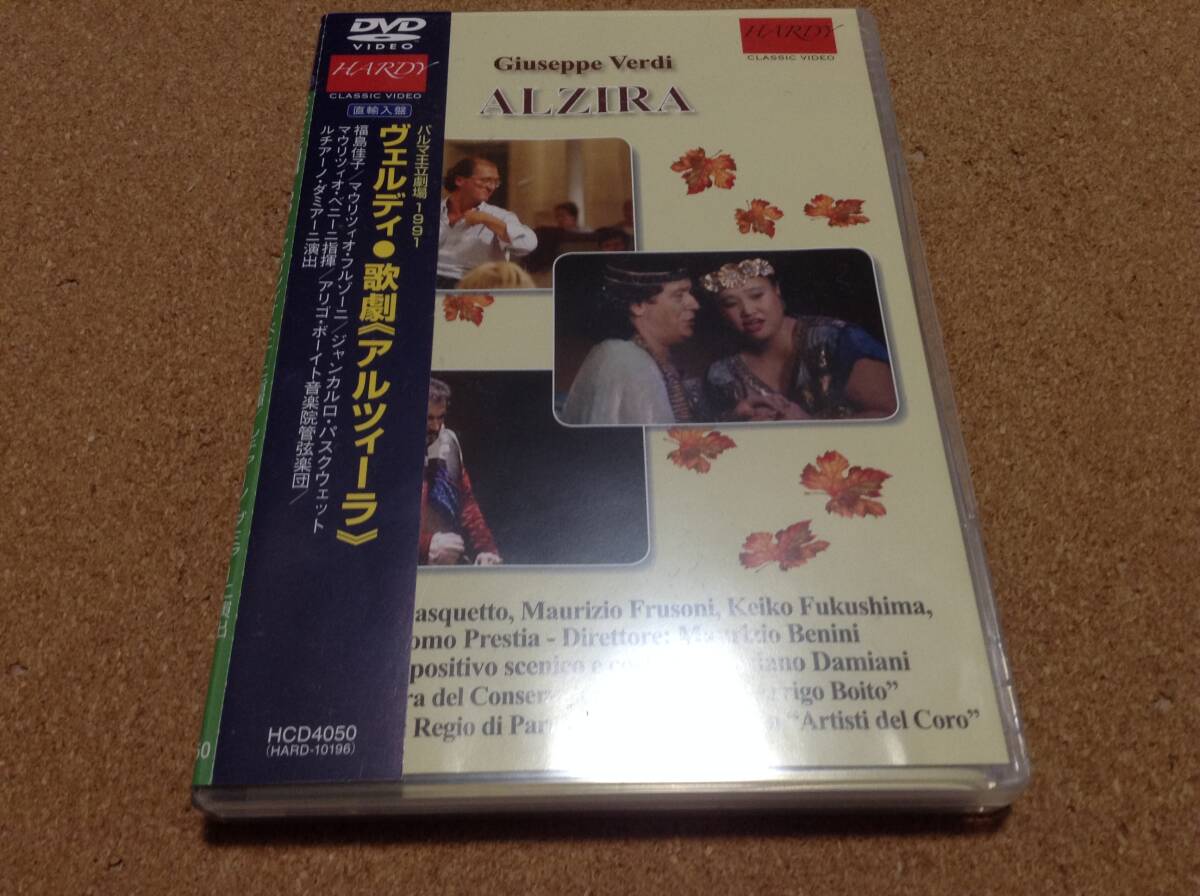 DVD
VIDEO
HARDY
CLASSIC VIDEO
直輸入盤
パルマ王立劇場 1991
ヴェルディ●歌劇《アルツィーラ》
福島佳子/マウリツィオ・フルゾーニ/ジャンカルロ・パスクウェット
マウリツィオ・ベニーニ指揮/アリゴ・ボーイト音楽院管弦楽団/
ルチアーノ・ダミアーニ演出
HCD4050
(HARD-10196)
HARDY
CLASSIC VIDEO
Giuseppe Verdi
ALZIRA
asquetto, Maurizio Frusoni, Keiko Fukushima,
omo Prestia - Direttore: Maurizio Benini
positivo scenico e co iano Damiani
ra del Conserv rrigo Boito”
Regio di Par “Artisti del Coro”